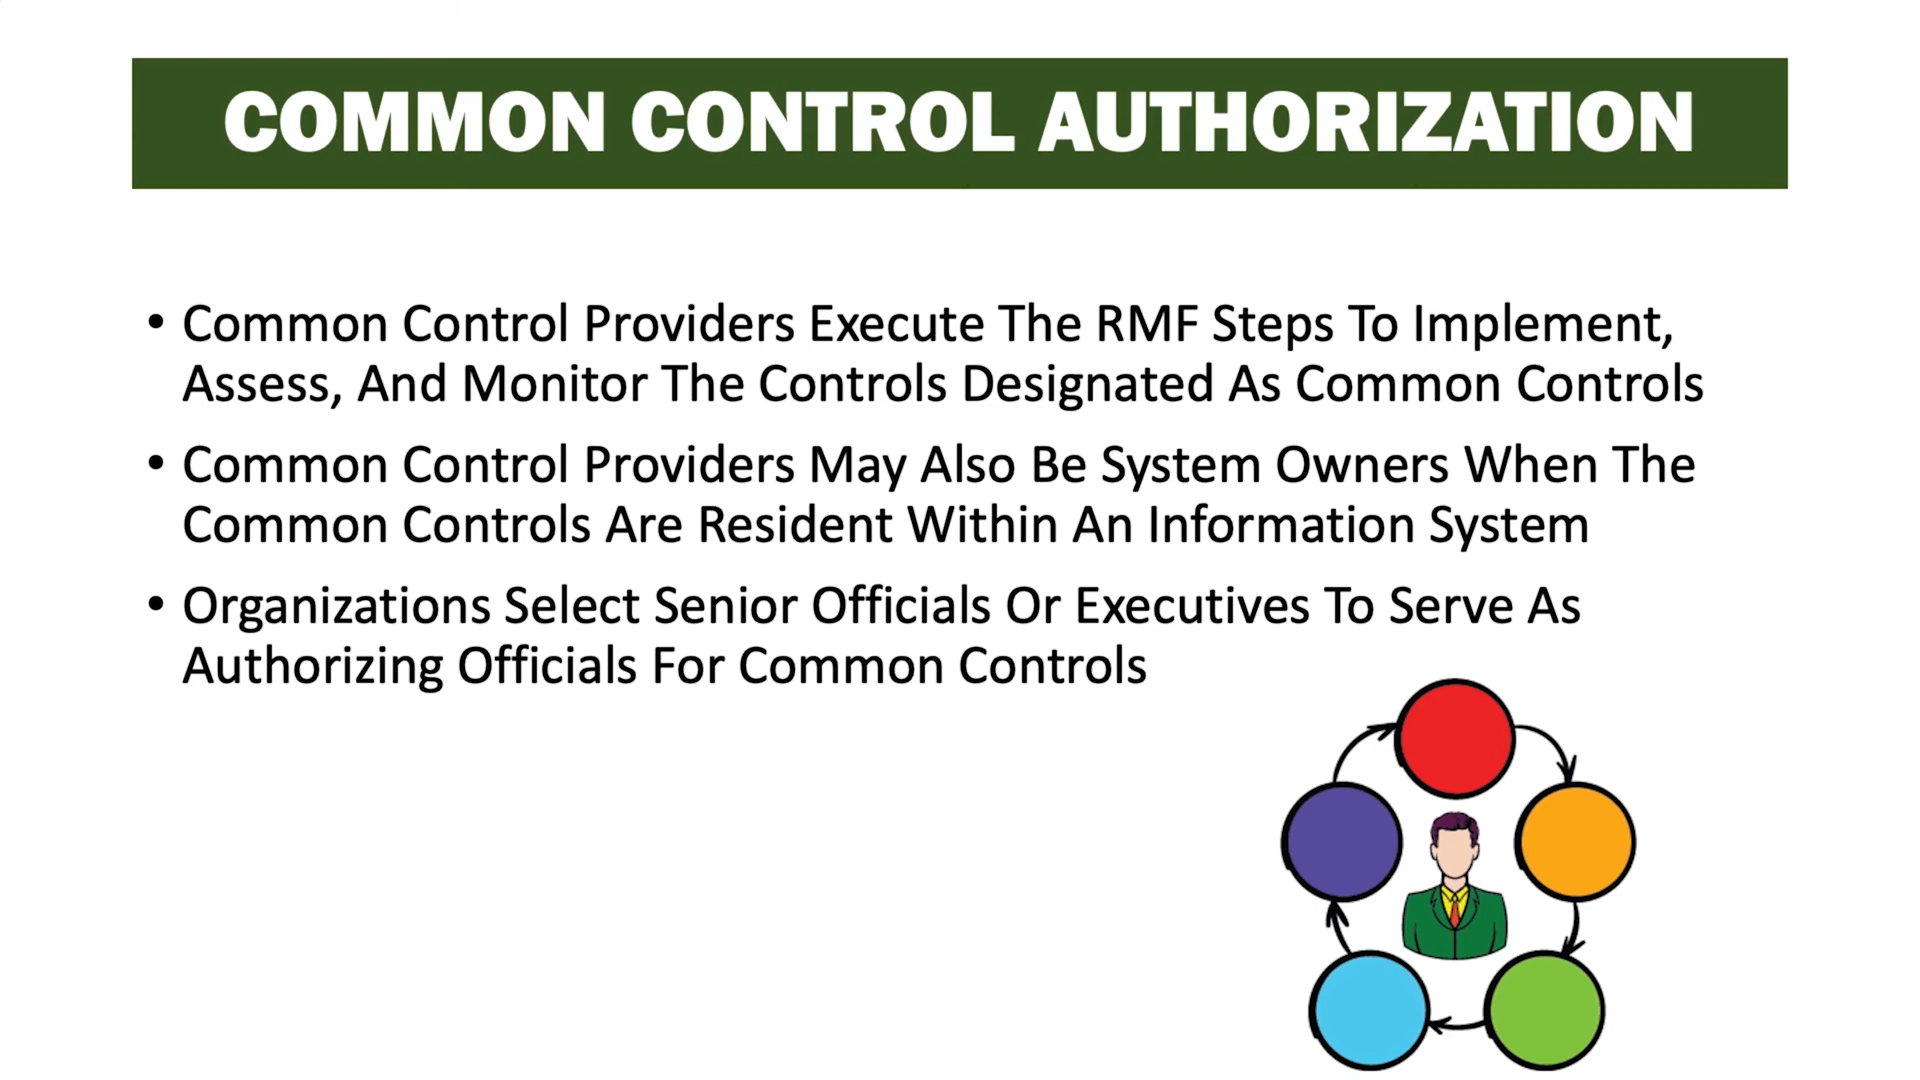 COMMON CONTROL AUTHORIZATION
• Common Control Providers Execute The RMF Steps To Implement,
Assess, And Monitor The Controls Designated As Common Controls
• Common Control Providers May Also Be System Owners When The
Common Controls Are Resident Within An Information System
• Organizations Select Senior Officials Or Executives To Serve As
Authorizing Officials For Common Controls